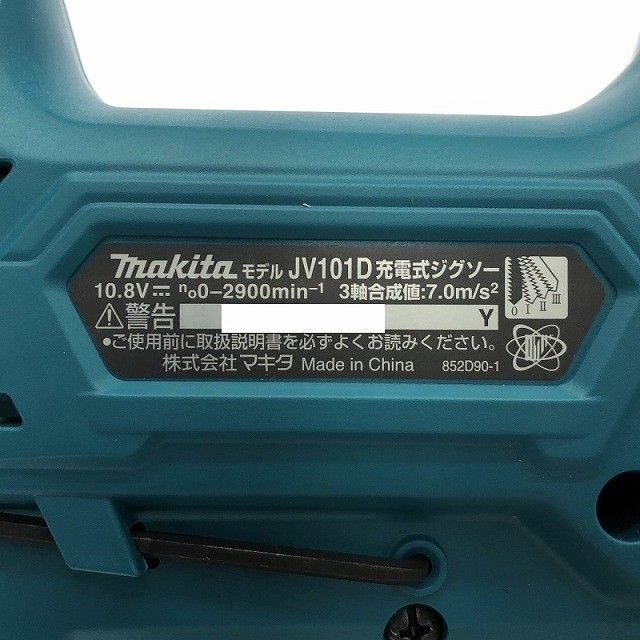 makita モデル JV101D 充電式ジグソー
10.8V⎓ n₀0-2900min⁻¹ 3軸合成値:7.0m/s²
0 I II III
⚠警告 Y
●ご使用前に取扱説明書を必ずよくお読みください。
株式会社マキタ Made in China 852D90-1